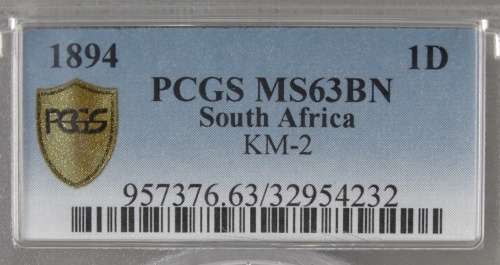 1894 1D
PCGS MS63BN
PCGS South Africa
KM-2
957376.63/32954232